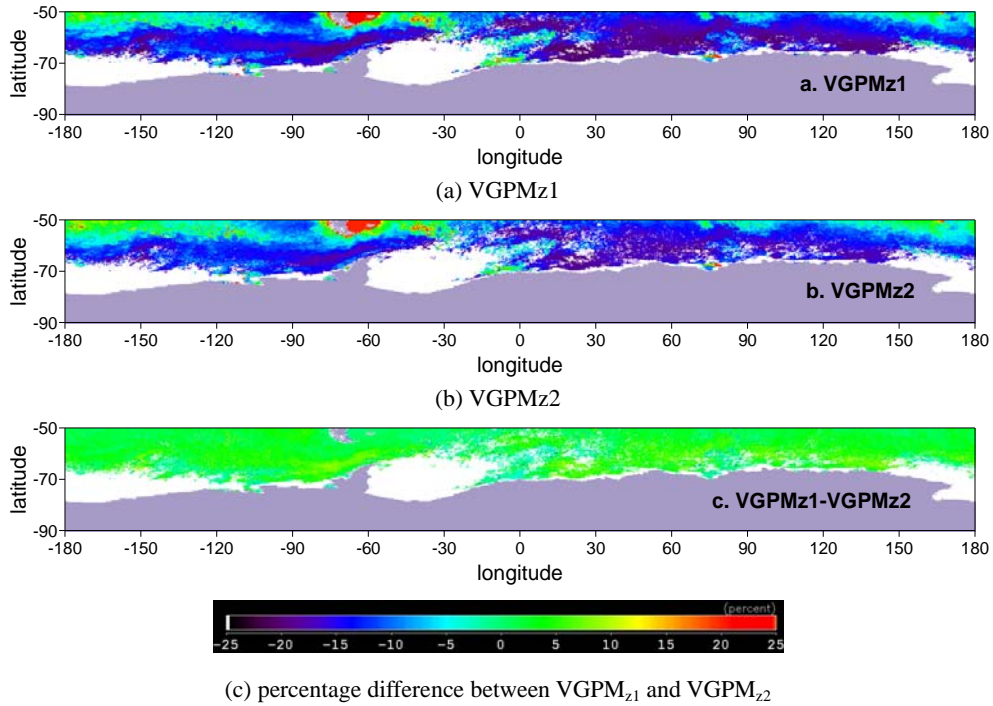 -50
-70
-90
latitude
a. VGPMz1
-180 -150 -120 -90 -60 -30 0 30 60 90 120 150 180
longitude
(a) VGPMz1
-50
-70
-90
latitude
b. VGPMz2
-180 -150 -120 -90 -60 -30 0 30 60 90 120 150 180
longitude
(b) VGPMz2
-50
-70
-90
latitude
c. VGPMz1-VGPMz2
-180 -150 -120 -90 -60 -30 0 30 60 90 120 150 180
longitude
(percent)
-25 -20 -15 -10 -5 0 5 10 15 20 25
(c) percentage difference between VGPMz1 and VGPMz2